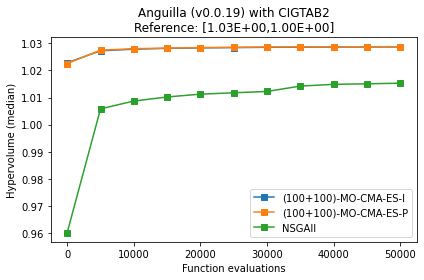 Anguilla (v0.0.19) with CIGTAB2
Reference: [1.03E+00,1.00E+00]
Hypervolume (median)
1.03
1.02
1.01
1.00
0.99
0.98
0.97
0.96
(100+100)-MO-CMA-ES-I
(100+100)-MO-CMA-ES-P
NSGAII
0
10000
20000
30000
40000
50000
Function evaluations